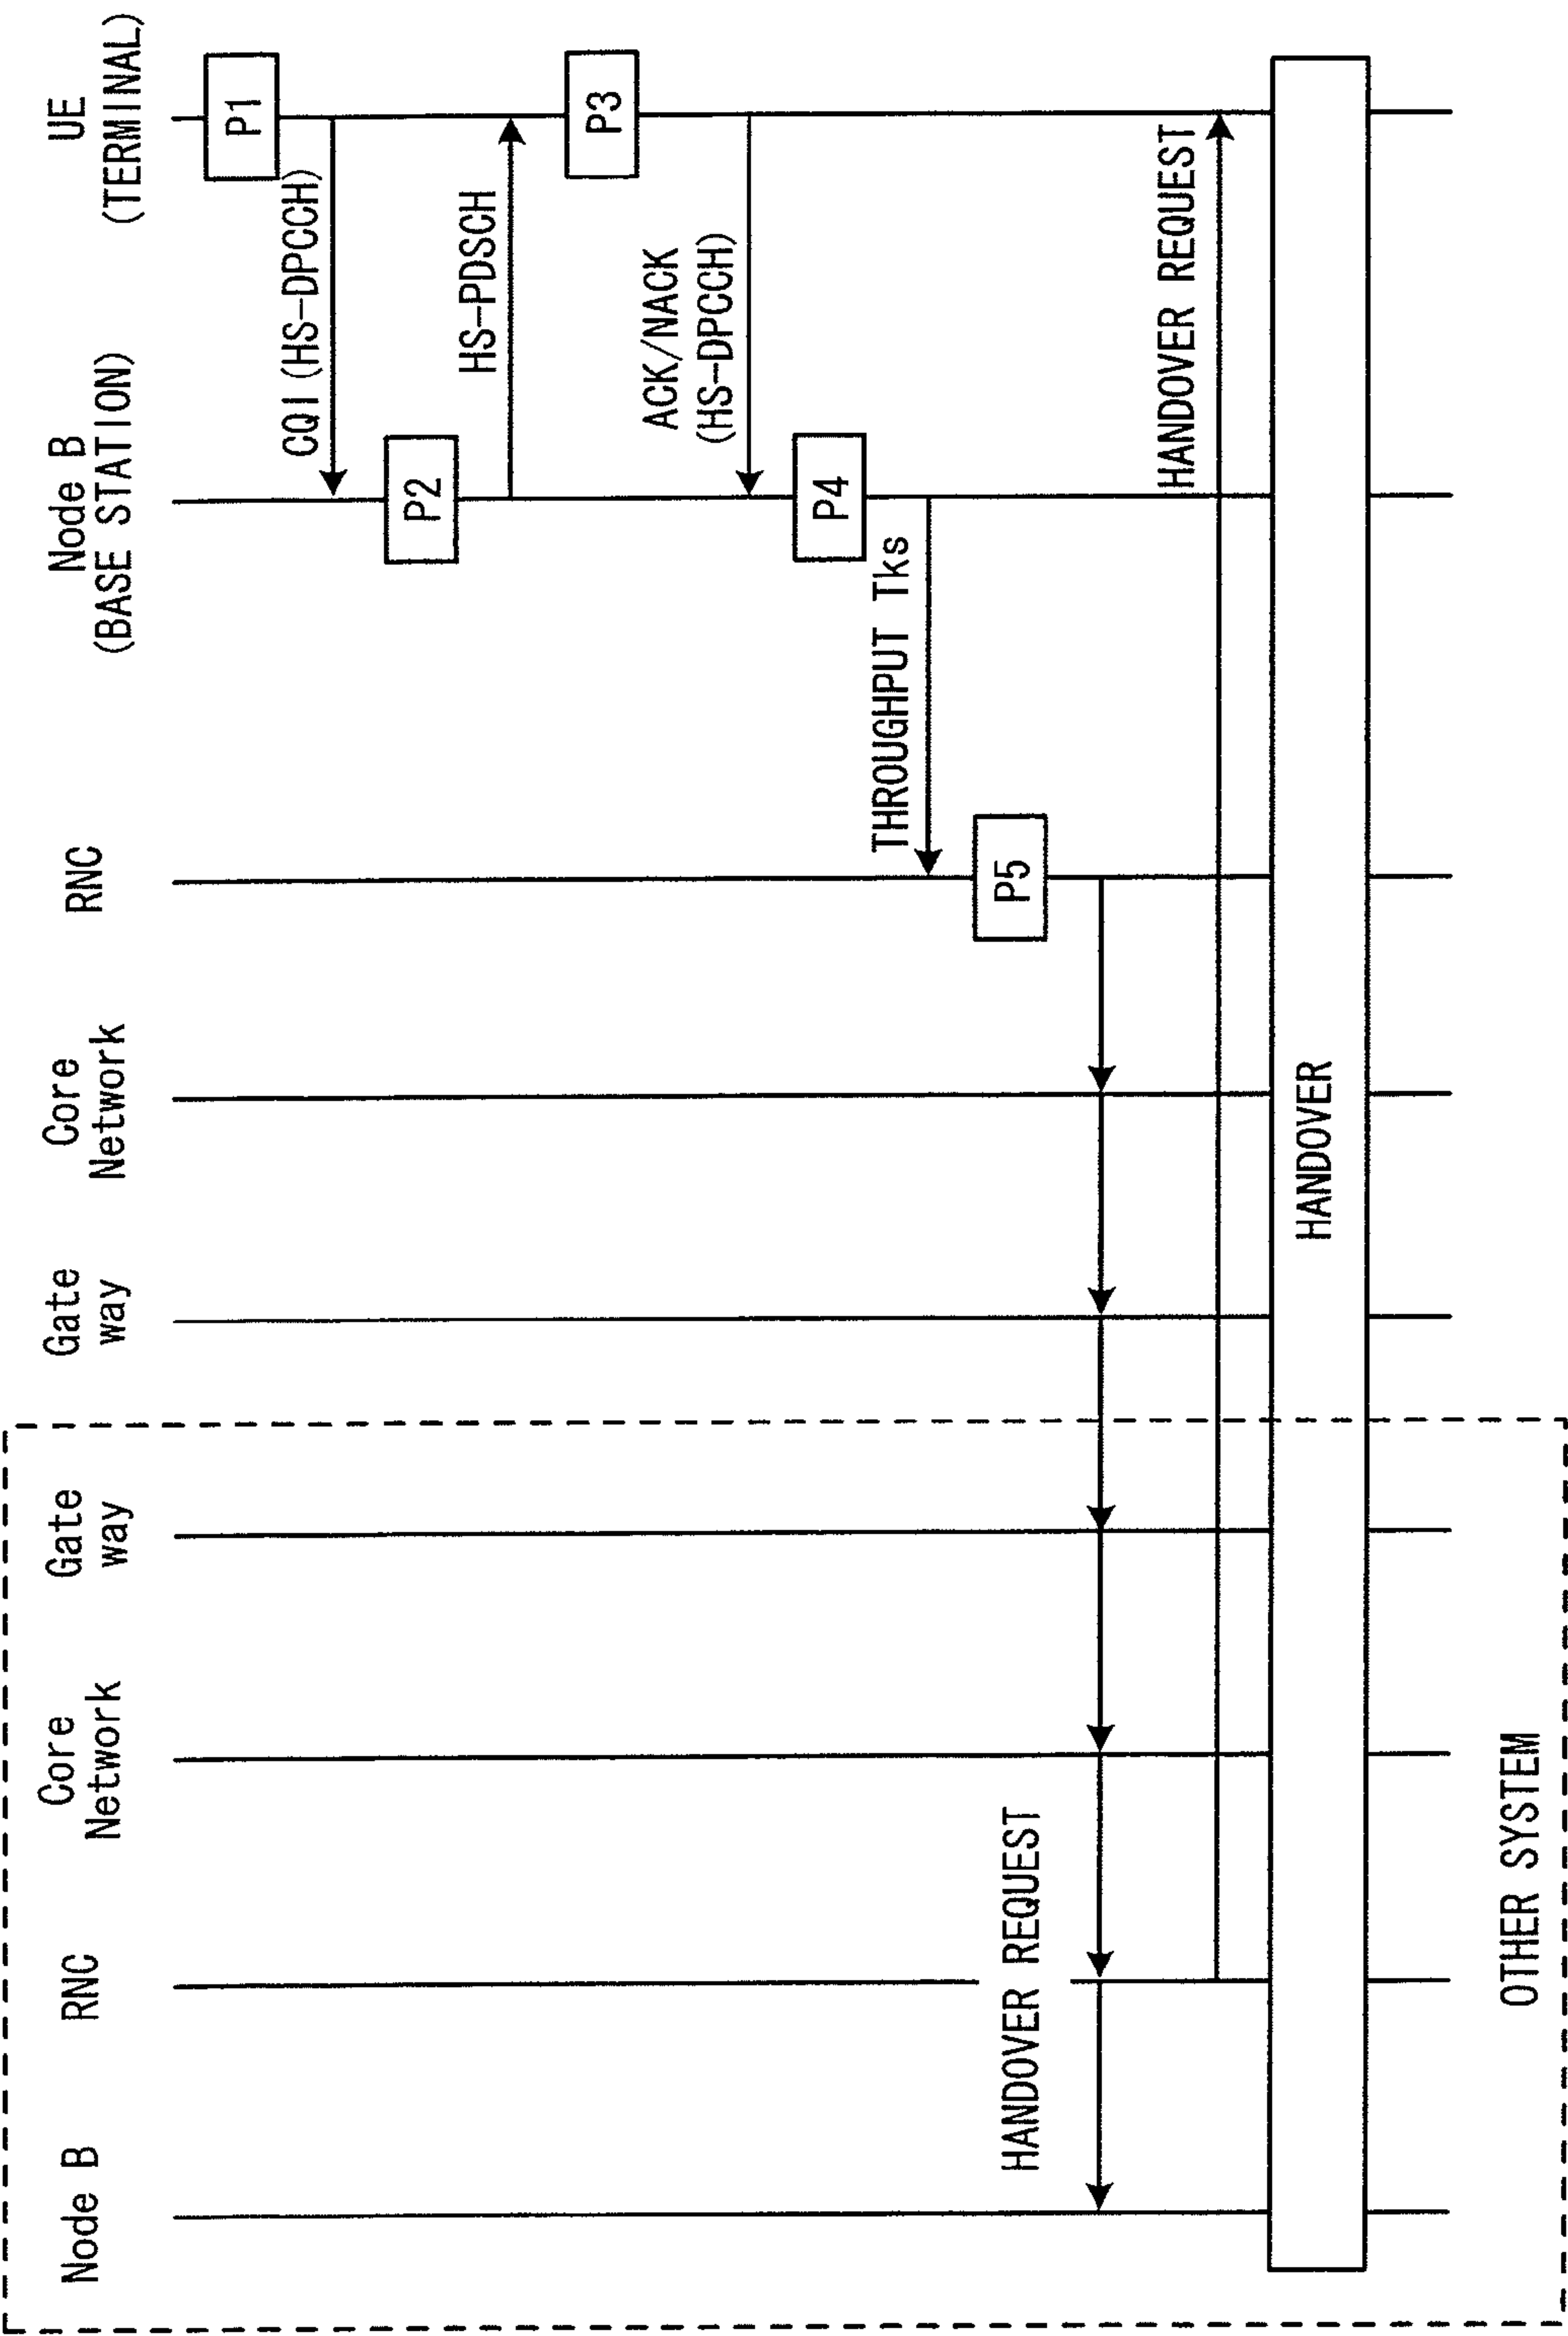 Node B
RNC
Core
Network
Gate
way
Gate
way
Core
Network
RNC
Node B
(BASE STATION)
UE
(TERMINAL)
P1
CQI (HS-DPCCH)
P2
HS-PDSCH
P3
ACK/NACK
(HS-DPCCH)
P4
THROUGHPUT Tks
P5
HANDOVER REQUEST
HANDOVER REQUEST
HANDOVER
OTHER SYSTEM